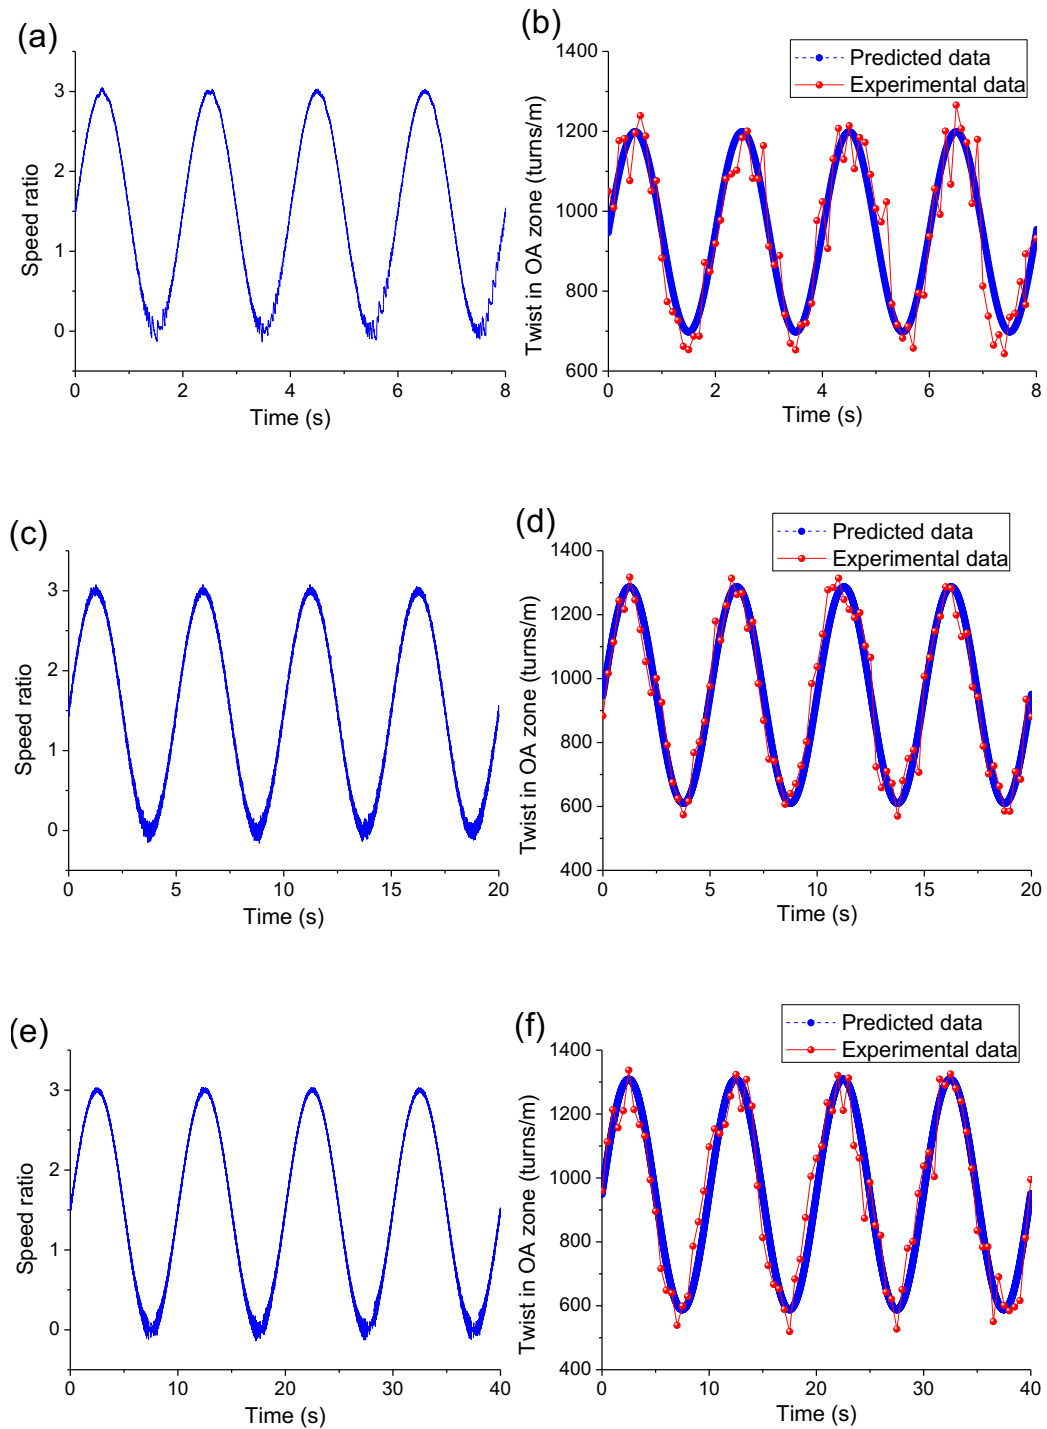 (a)
3
2
1
0
Speed ratio
0 2 4 6 8
Time (s)
(b)
1400
1200
1000
800
600
Twist in OA zone (turns/m)
Predicted data
Experimental data
0 2 4 6 8
Time (s)
(c)
3
2
1
0
Speed ratio
0 5 10 15 20
Time (s)
(d)
1400
1200
1000
800
600
400
Twist in OA zone (turns/m)
Predicted data
Experimental data
0 5 10 15 20
Time (s)
(e)
3
2
1
0
Speed ratio
0 10 20 30 40
Time (s)
(f)
1400
1200
1000
800
600
400
Twist in OA zone (turns/m)
Predicted data
Experimental data
0 10 20 30 40
Time (s)